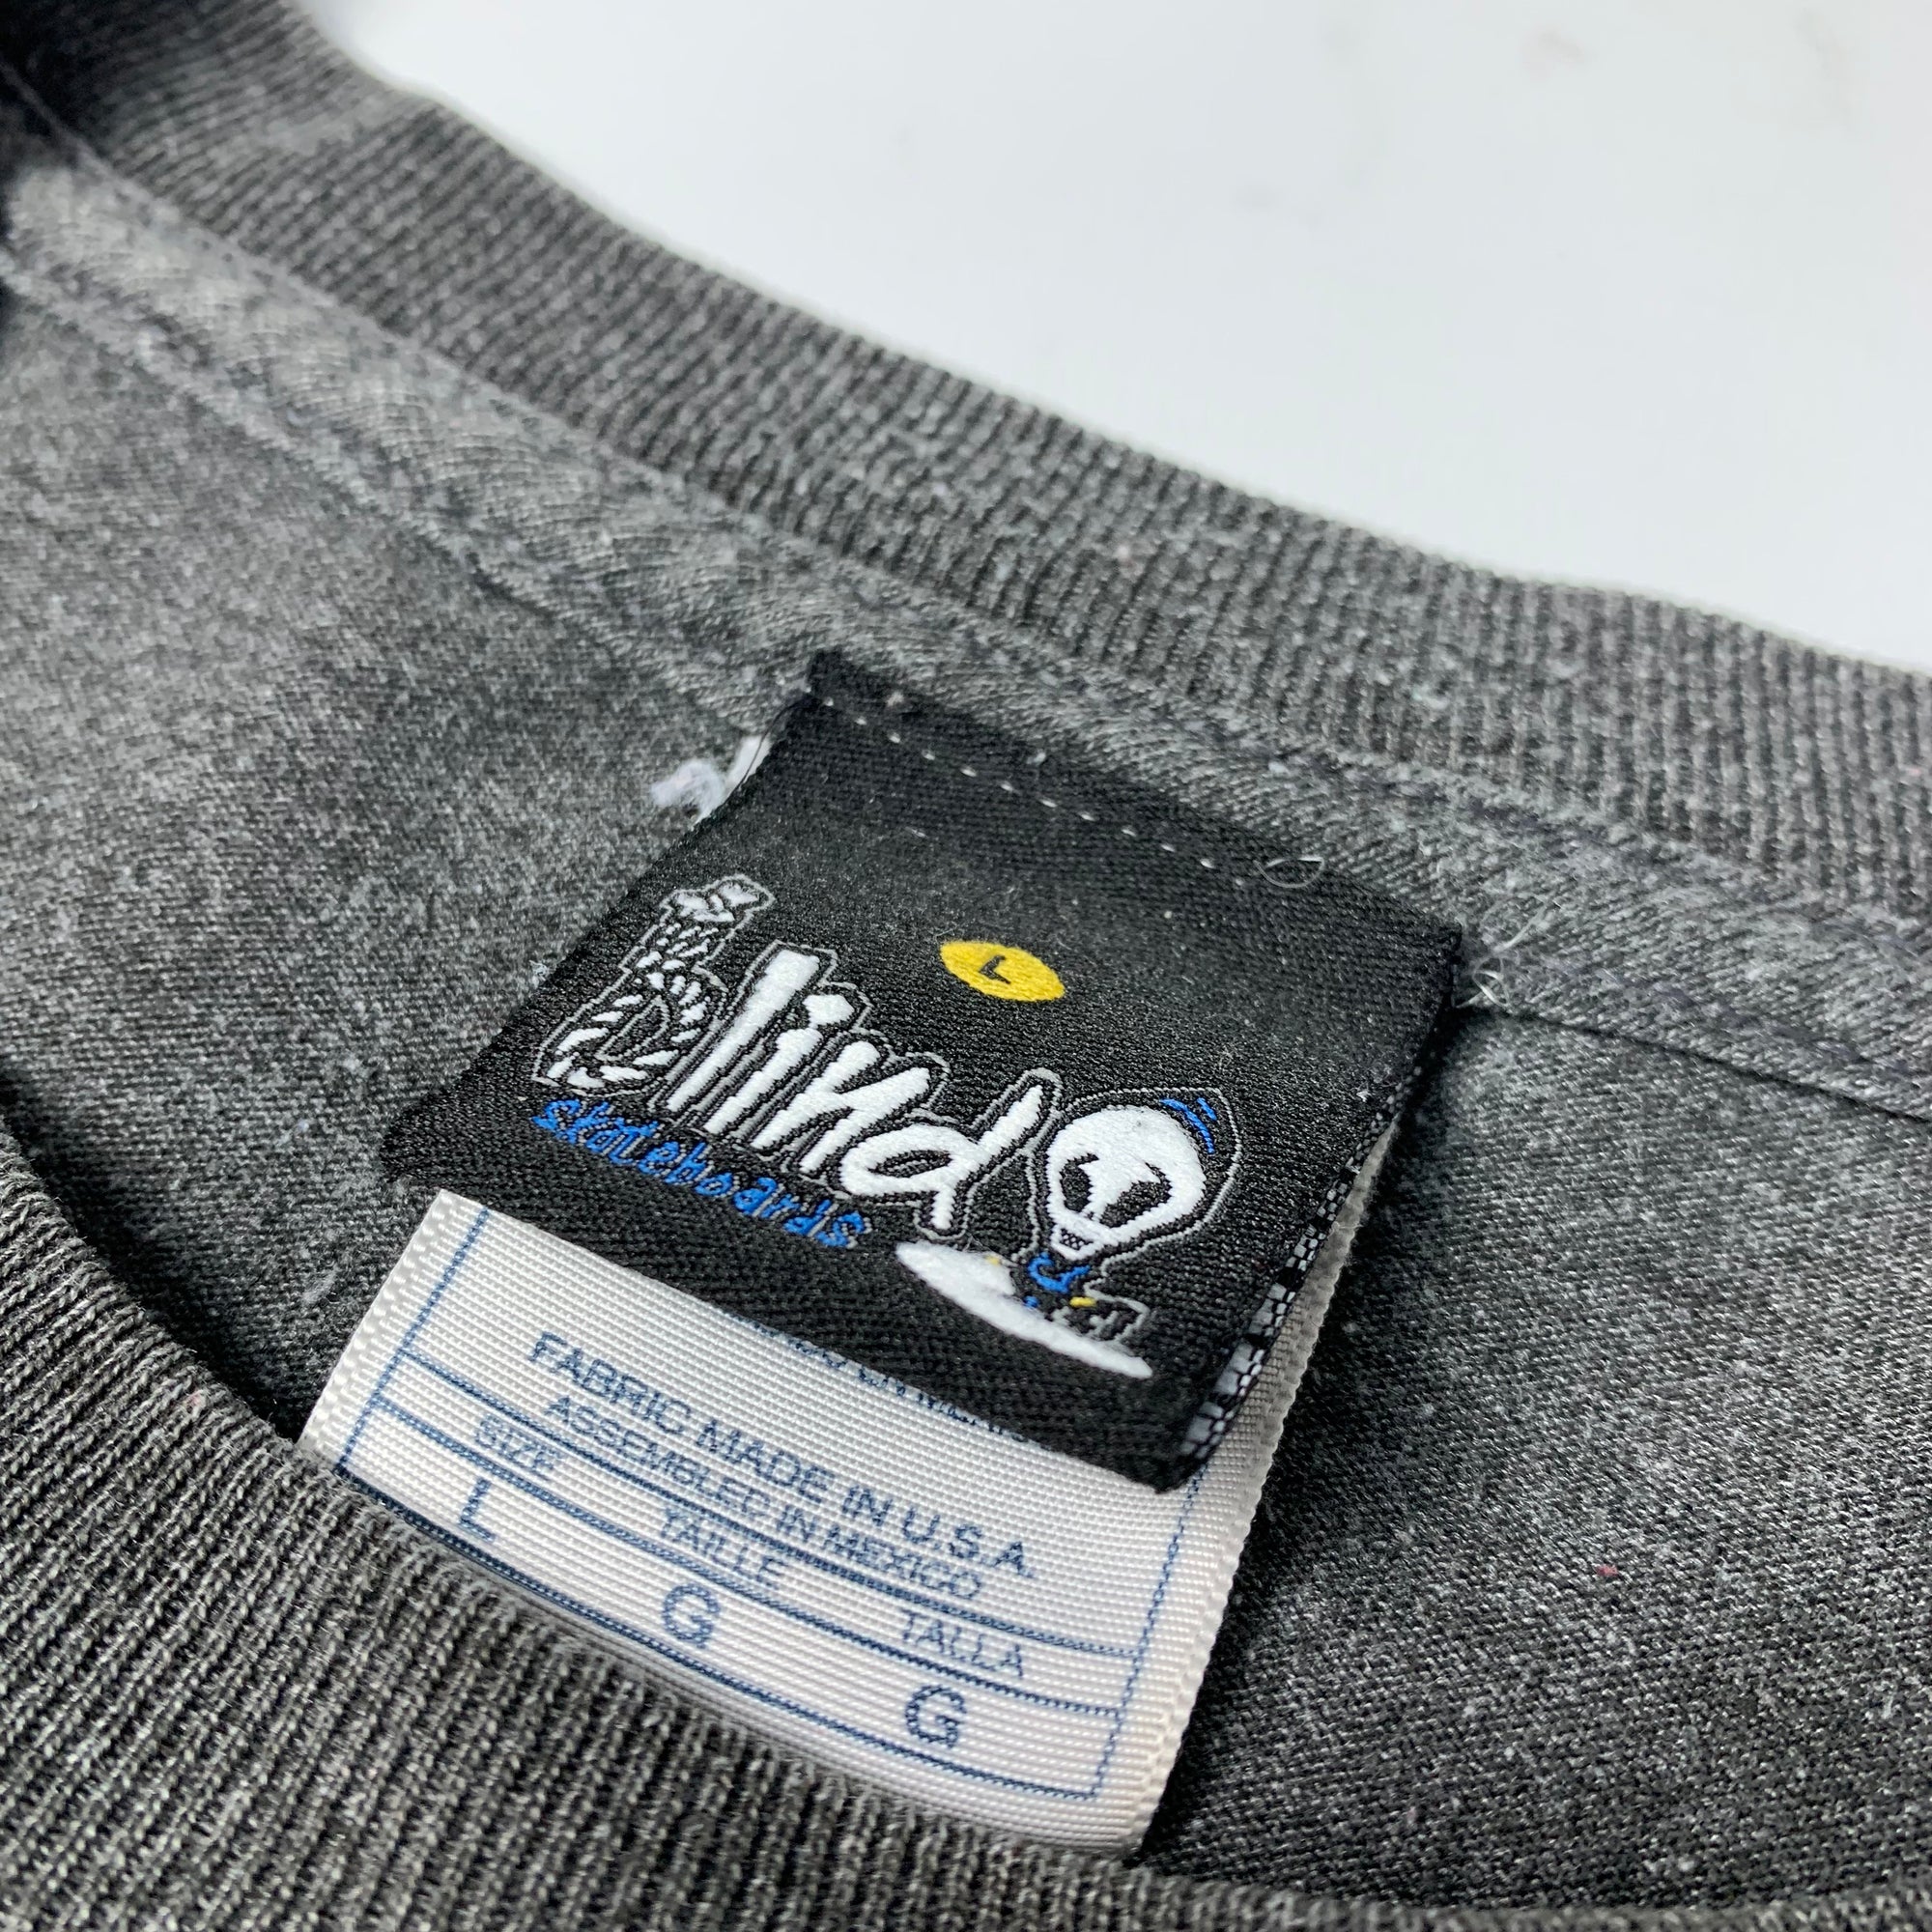 L
blind
skateboards
FABRIC MADE IN U.S.A.
ASSEMBLED IN MEXICO
SIZE TAILLE TALLA
L G G